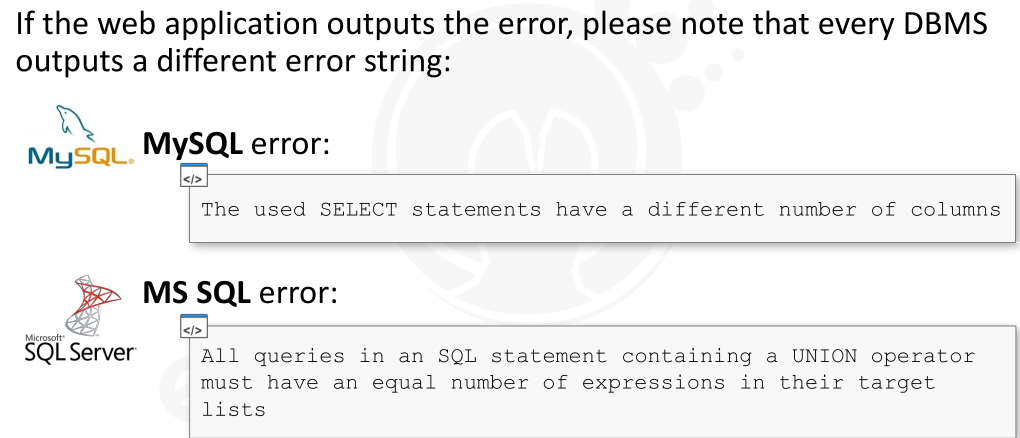 If the web application outputs the error, please note that every DBMS
outputs a different error string:
MySQL.
MySQL error:
</>
The used SELECT statements have a different number of columns
Microsoft
SQL Server
MS SQL error:
</>
All queries in an SQL statement containing a UNION operator
must have an equal number of expressions in their target
lists